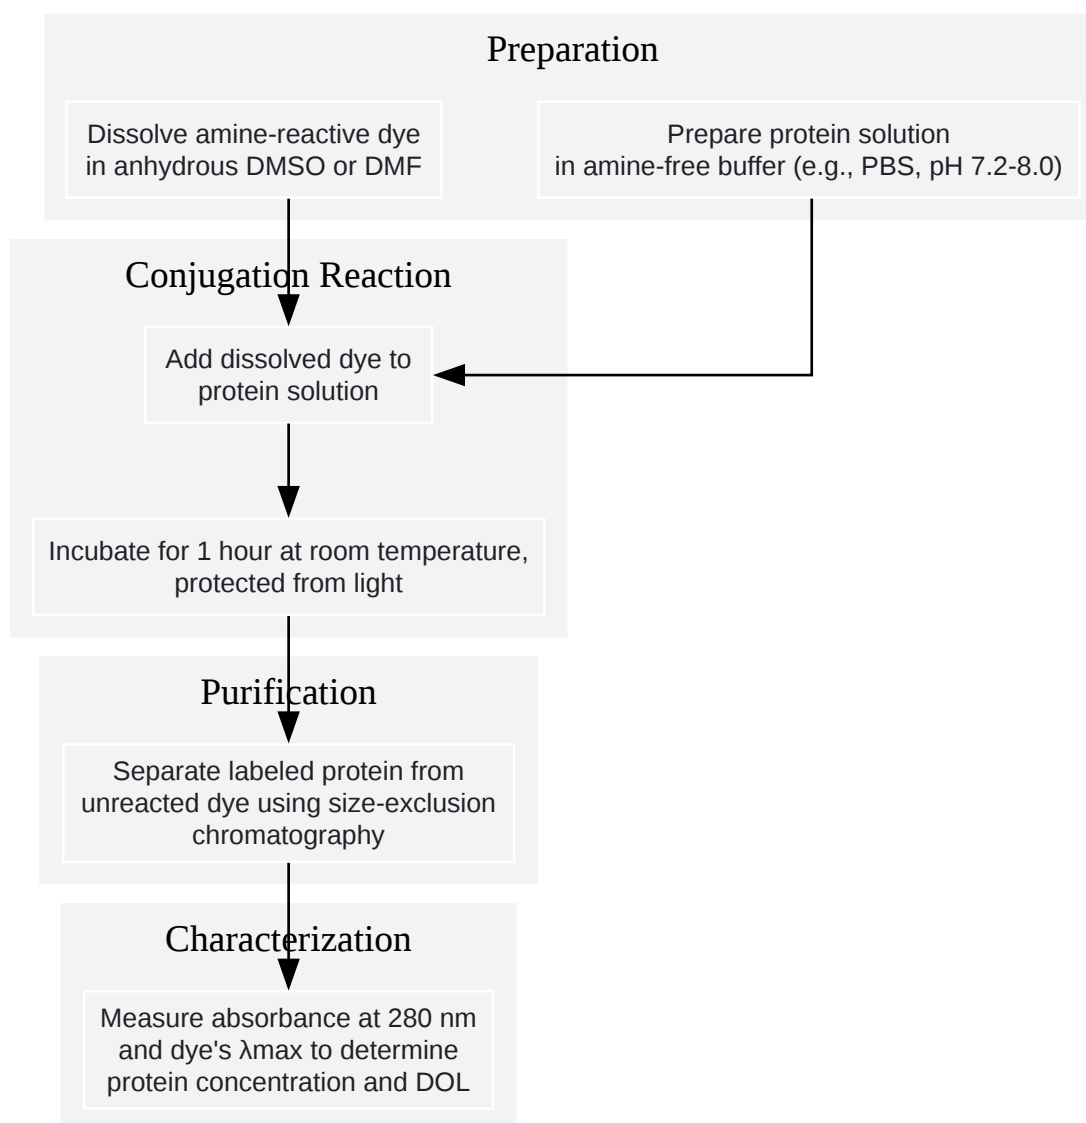 Preparation
Dissolve amine-reactive dye
in anhydrous DMSO or DMF
Prepare protein solution
in amine-free buffer (e.g., PBS, pH 7.2-8.0)
Conjugation Reaction
Add dissolved dye to
protein solution
Incubate for 1 hour at room temperature,
protected from light
Purification
Separate labeled protein from
unreacted dye using size-exclusion
chromatography
Characterization
Measure absorbance at 280 nm
and dye's λmax to determine
protein concentration and DOL